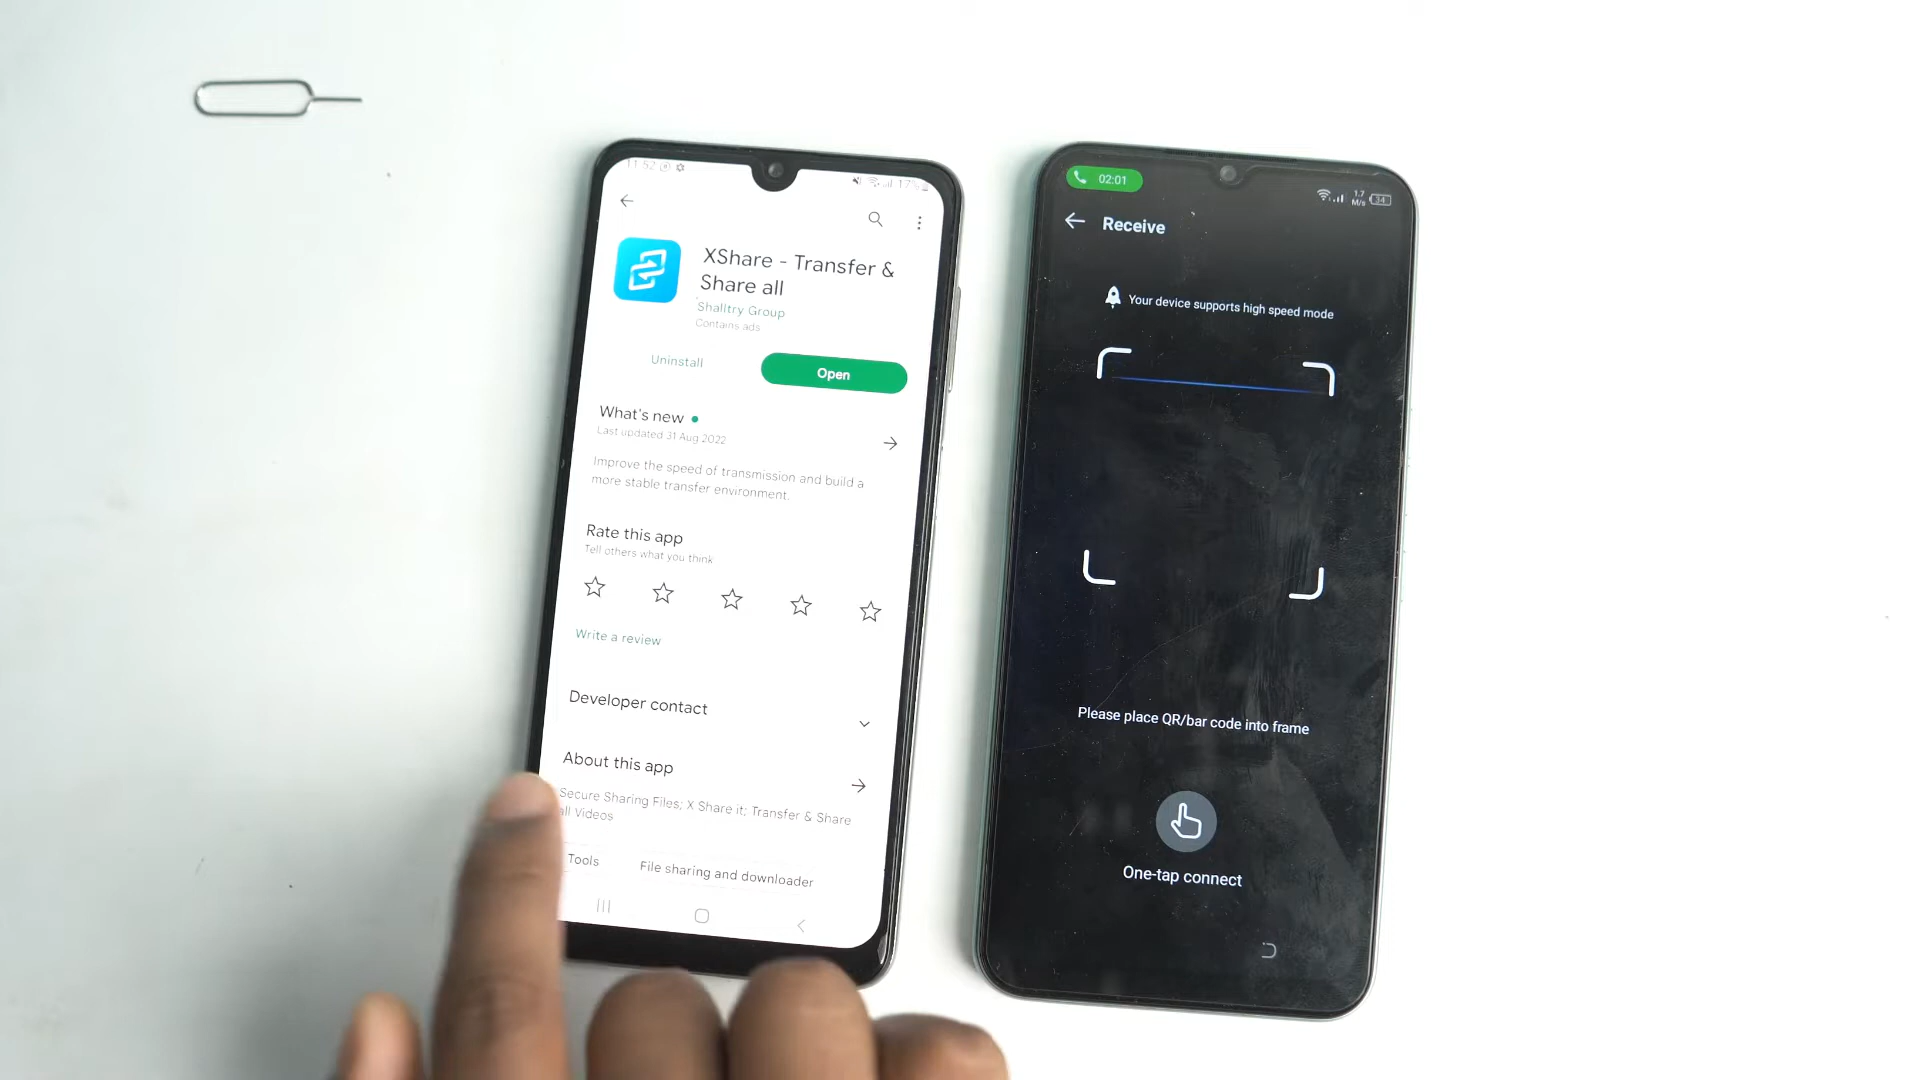 11:52
17%
XShare - Transfer &
Share all
Shalltry Group
Contains ads
Uninstall
Open
What's new
Last updated 31 Aug 2022
Improve the speed of transmission and build a
more stable transfer environment.
Rate this app
Tell others what you think
Write a review
Developer contact
About this app
Secure Sharing Files; X Share it; Transfer & Share
all Videos
Tools
File sharing and downloader
02:01
1.7
M/s
34
Receive
Your device supports high speed mode
Please place QR/bar code into frame
One-tap connect